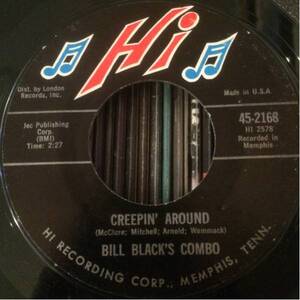 Hi
Dist. by London
Records, Inc.
Made in U.S.A.
Jec Publishing
Corp.
(BMI)
Time: 2:27
45-2168
HI 2578
Recorded in
Memphis
CREEPIN' AROUND
(McClure; Mitchell; Arnold; Wammack)
BILL BLACK'S COMBO
HI RECORDING CORP., MEMPHIS, TENN.